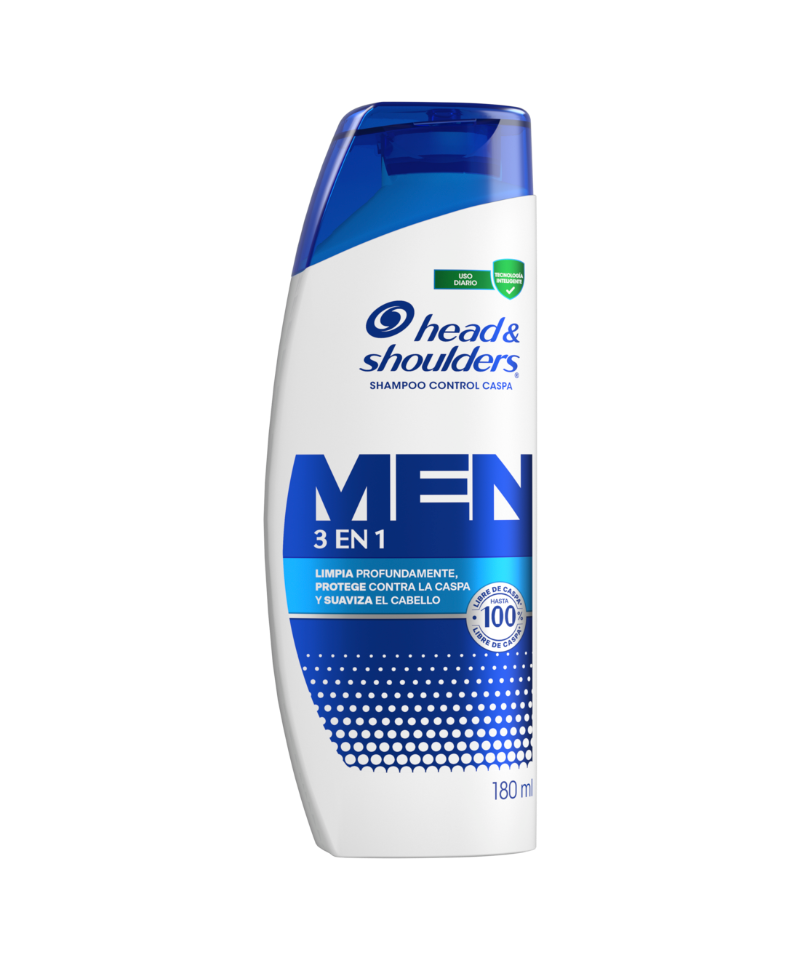 USO
DIARIO
TECNOLOGÍA
INTELIGENTE
head &
shoulders®
SHAMPOO CONTROL CASPA
MEN
3 EN 1
LIMPIA PROFUNDAMENTE,
PROTEGE CONTRA LA CASPA
Y SUAVIZA EL CABELLO
LIBRE DE CASPA*
HASTA
100%
LIBRE DE CASPA*
180 ml